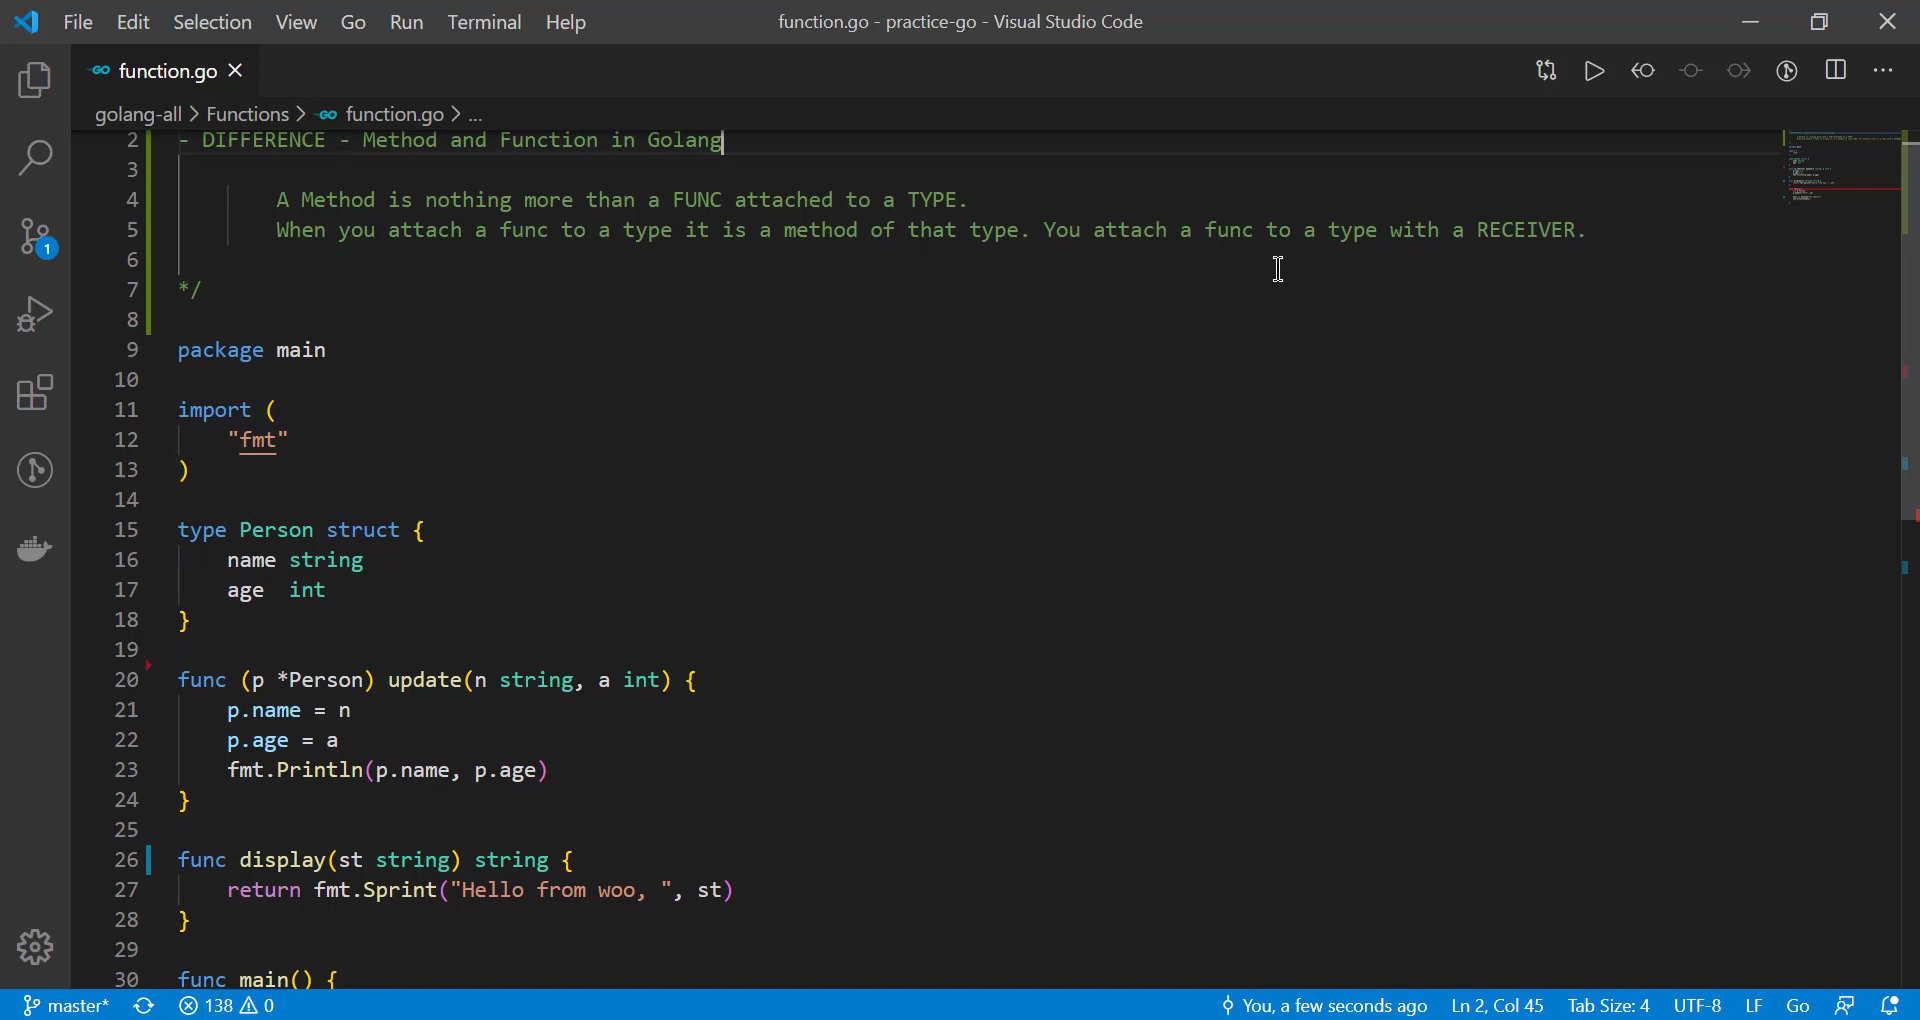 File Edit Selection View Go Run Terminal Help function.go - practice-go - Visual Studio Code
GO function.go
golang-all > Functions > GO function.go > ...
2 - DIFFERENCE - Method and Function in Golang
3
4 A Method is nothing more than a FUNC attached to a TYPE.
5 When you attach a func to a type it is a method of that type. You attach a func to a type with a RECEIVER.
6
7 */
8
9 package main
10
11 import (
12 "fmt"
13 )
14
15 type Person struct {
16 name string
17 age int
18 }
19
20 func (p *Person) update(n string, a int) {
21 p.name = n
22 p.age = a
23 fmt.Println(p.name, p.age)
24 }
25
26 func display(st string) string {
27 return fmt.Sprint("Hello from woo, ", st)
28 }
29
30 func main() {
1
master* 138 0 You, a few seconds ago Ln 2, Col 45 Tab Size: 4 UTF-8 LF Go